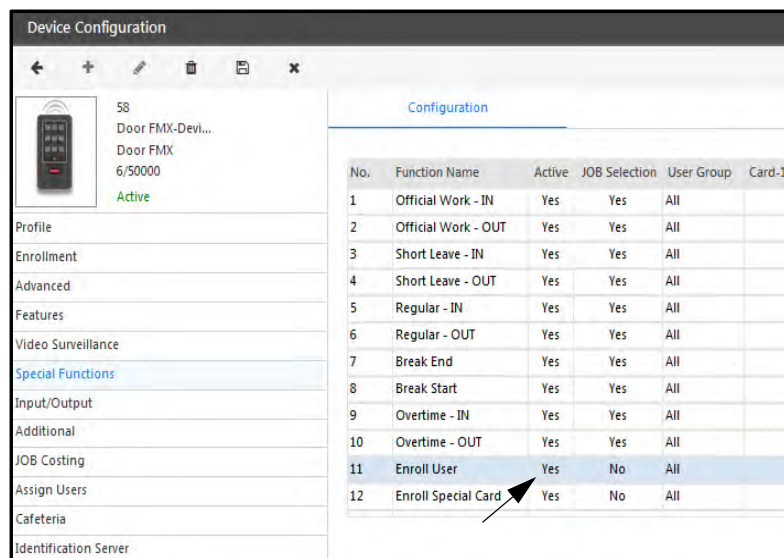 Device Configuration
58
Door FMX-Devi...
Door FMX
6/50000
Active
Profile
Enrollment
Advanced
Features
Video Surveillance
Special Functions
Input/Output
Additional
JOB Costing
Assign Users
Cafeteria
Identification Server
Configuration
No. Function Name Active JOB Selection User Group
1 Official Work - IN Yes Yes All
2 Official Work - OUT Yes Yes All
3 Short Leave - IN Yes Yes All
4 Short Leave - OUT Yes Yes All
5 Regular - IN Yes Yes All
6 Regular - OUT Yes Yes All
7 Break End Yes Yes All
8 Break Start Yes Yes All
9 Overtime - IN Yes Yes All
10 Overtime - OUT Yes Yes All
11 Enroll User Yes No All
12 Enroll Special Card Yes No All